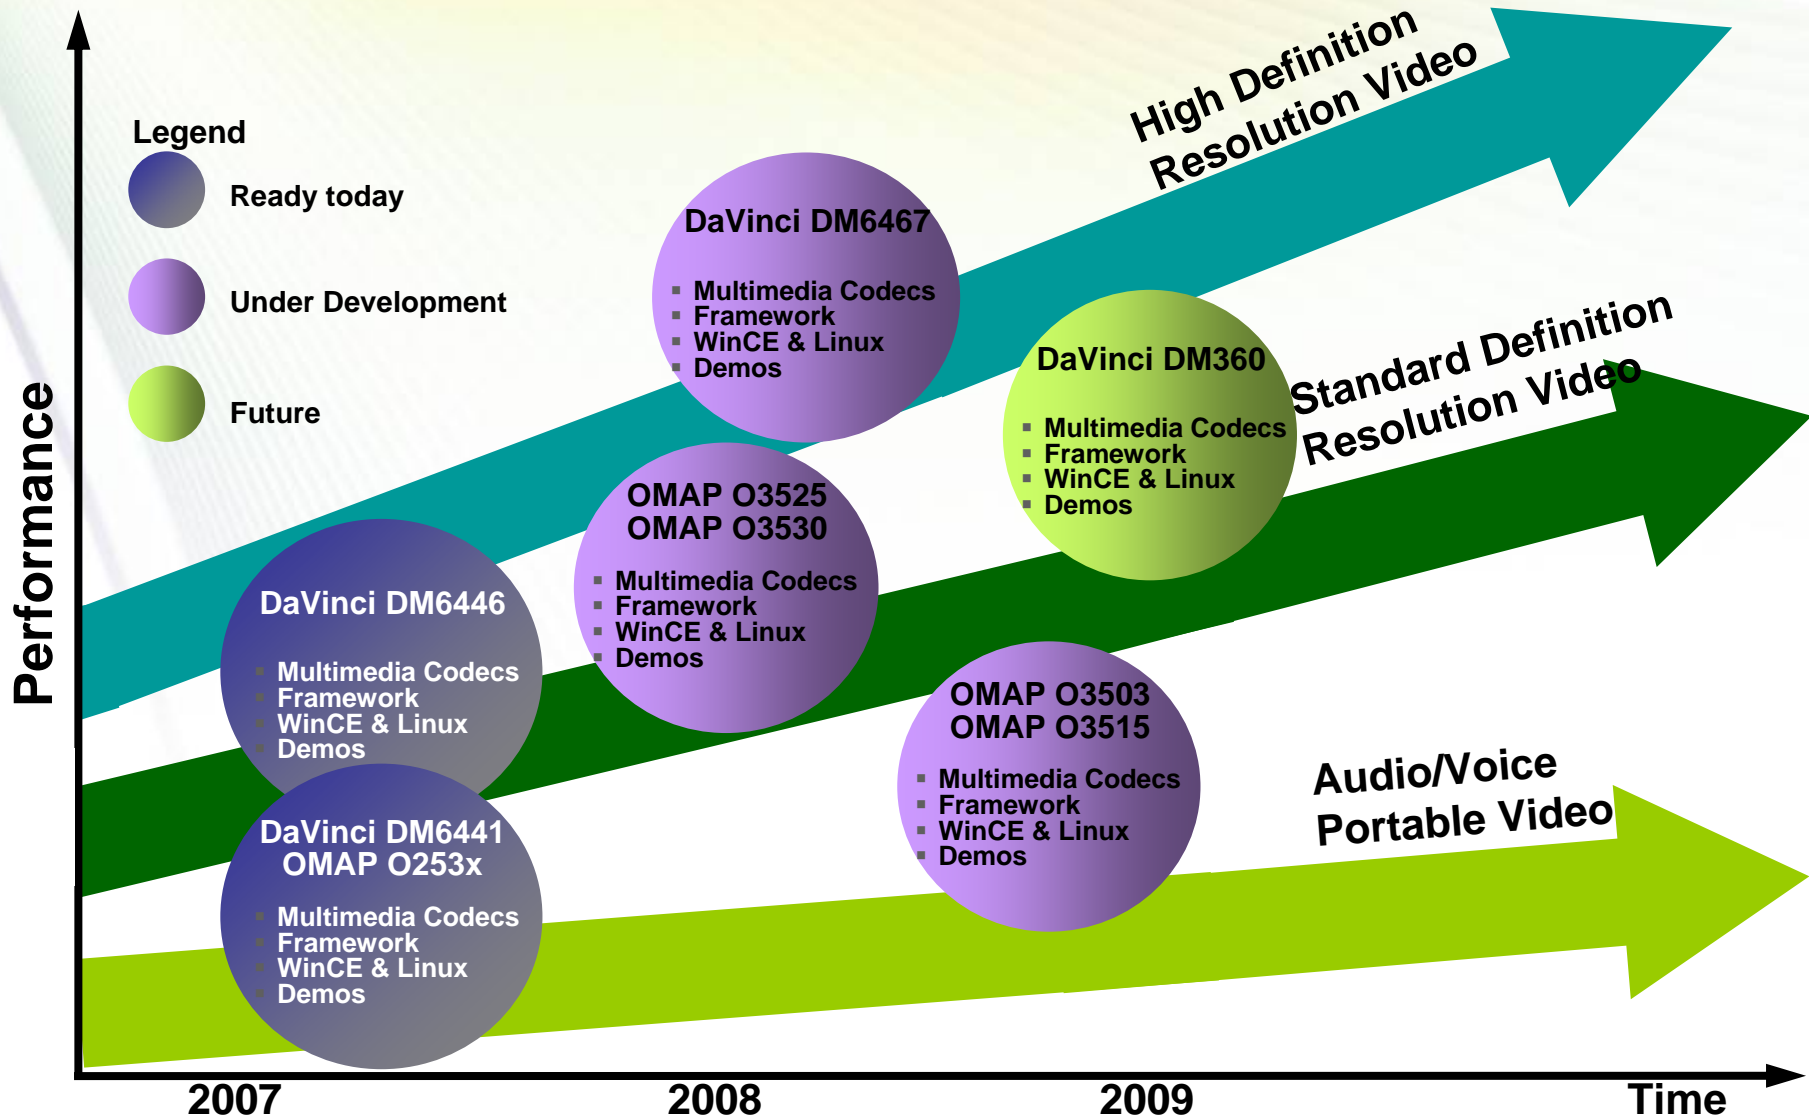 High Definition
Resolution Video
Legend
Ready today
Under Development
Future
DaVinci DM6467
▪ Multimedia Codecs
▪ Framework
▪ WinCE & Linux
▪ Demos
DaVinci DM360
▪ Multimedia Codecs
▪ Framework
▪ WinCE & Linux
▪ Demos
Standard Definition
Resolution Video
Performance
OMAP O3525
OMAP O3530
▪ Multimedia Codecs
▪ Framework
▪ WinCE & Linux
▪ Demos
DaVinci DM6446
▪ Multimedia Codecs
▪ Framework
▪ WinCE & Linux
▪ Demos
OMAP O3503
OMAP O3515
▪ Multimedia Codecs
▪ Framework
▪ WinCE & Linux
▪ Demos
Audio/Voice
Portable Video
DaVinci DM6441
OMAP O253x
▪ Multimedia Codecs
▪ Framework
▪ WinCE & Linux
▪ Demos
2007
2008
2009
Time